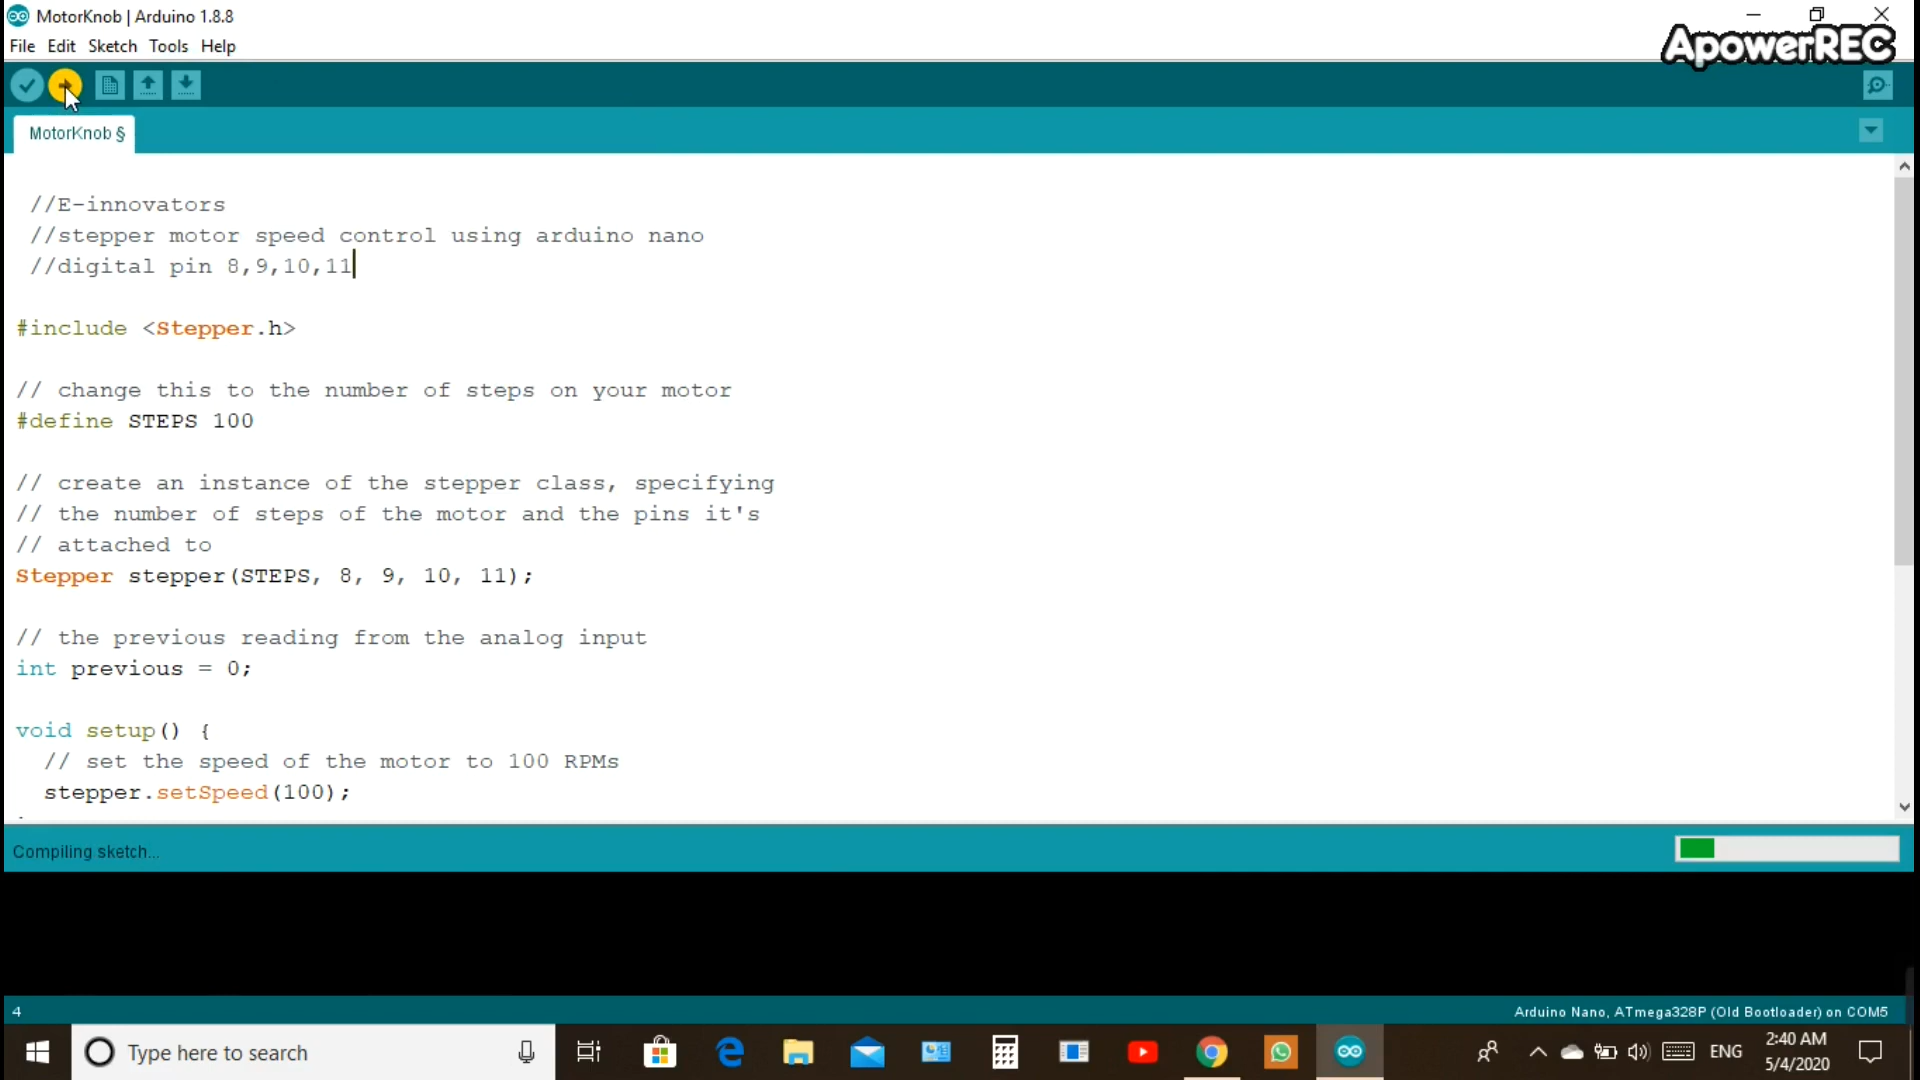 MotorKnob | Arduino 1.8.8
ApowerREC
File Edit Sketch Tools Help
MotorKnob §
//E-innovators
//stepper motor speed control using arduino nano
//digital pin 8,9,10,11
#include <Stepper.h>
// change this to the number of steps on your motor
#define STEPS 100
// create an instance of the stepper class, specifying
// the number of steps of the motor and the pins it's
// attached to
Stepper stepper(STEPS, 8, 9, 10, 11);
// the previous reading from the analog input
int previous = 0;
void setup() {
// set the speed of the motor to 100 RPMs
stepper.setSpeed(100);
Compiling sketch...
4
Arduino Nano, ATmega328P (Old Bootloader) on COM5
Type here to search
ENG
2:40 AM
5/4/2020